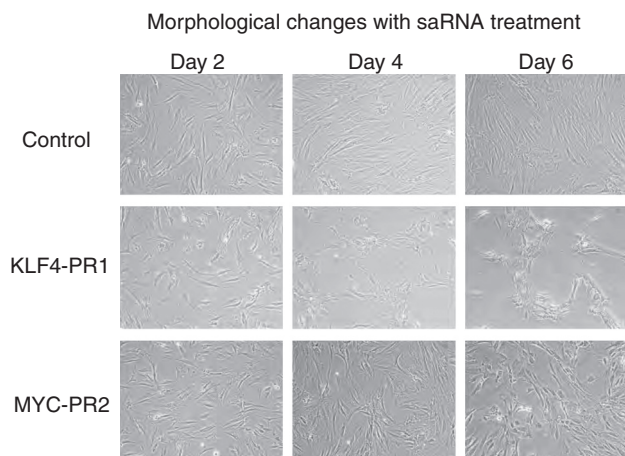 Morphological changes with saRNA treatment
Day 2 Day 4 Day 6
Control
KLF4-PR1
MYC-PR2